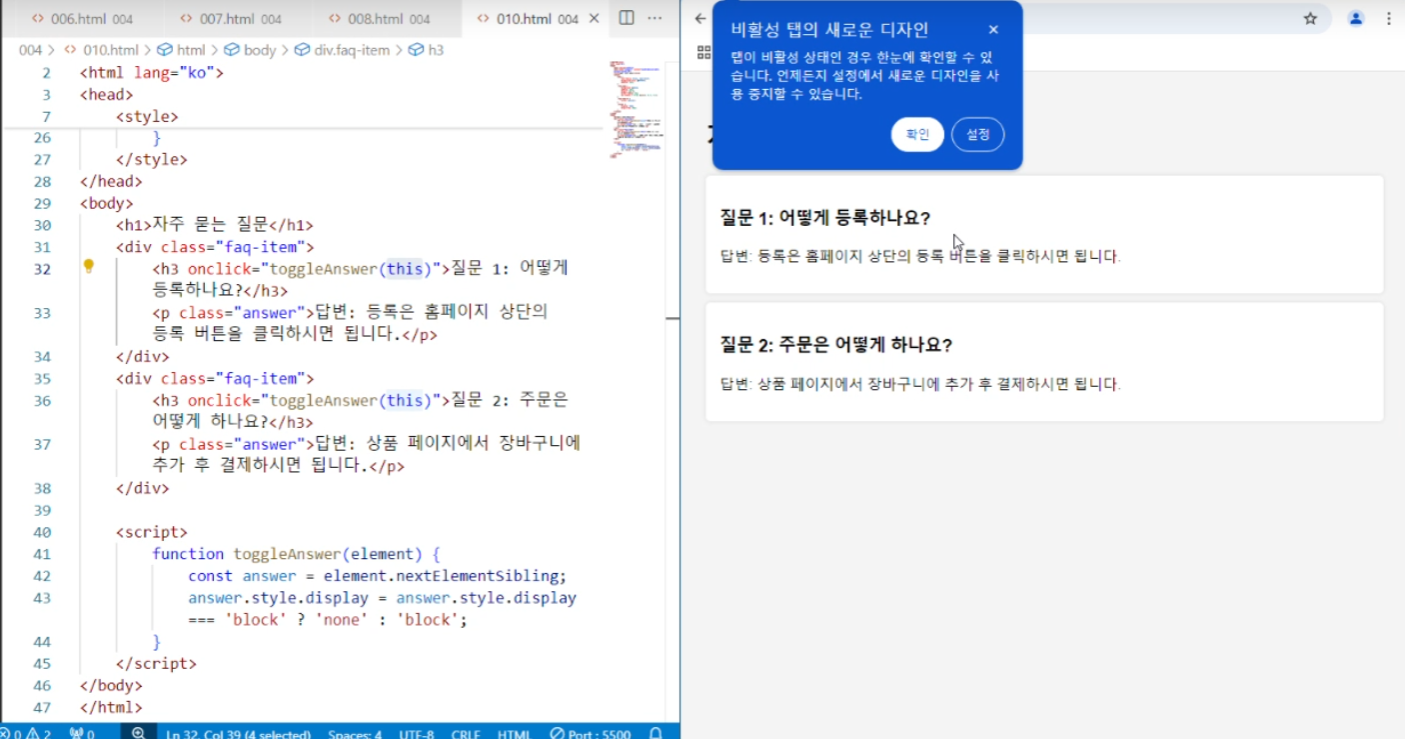 006.html 004
007.html 004
008.html 004
010.html 004
004 > 010.html > html > body > div.faq-item > h3
2 <html lang="ko">
3 <head>
7 <style>
26 }
27 </style>
28 </head>
29 <body>
30 <h1>자주 묻는 질문</h1>
31 <div class="faq-item">
32 <h3 onclick="toggleAnswer(this)">질문 1: 어떻게
등록하나요?</h3>
33 <p class="answer">답변: 등록은 홈페이지 상단의
등록 버튼을 클릭하시면 됩니다.</p>
34 </div>
35 <div class="faq-item">
36 <h3 onclick="toggleAnswer(this)">질문 2: 주문은
어떻게 하나요?</h3>
37 <p class="answer">답변: 상품 페이지에서 장바구니에
추가 후 결제하시면 됩니다.</p>
38 </div>
39
40 <script>
41 function toggleAnswer(element) {
42 const answer = element.nextElementSibling;
43 answer.style.display = answer.style.display
=== 'block' ? 'none' : 'block';
44 }
45 </script>
46 </body>
47 </html>
0 2 0 Ln 32, Col 39 (4 selected) Spaces: 4 UTF-8 CRLF HTML Port : 5500
비활성 탭의 새로운 디자인
탭이 비활성 상태인 경우 한눈에 확인할 수 있
습니다. 언제든지 설정에서 새로운 디자인을 사
용 중지할 수 있습니다.
확인
설정
질문 1: 어떻게 등록하나요?
답변: 등록은 홈페이지 상단의 등록 버튼을 클릭하시면 됩니다.
질문 2: 주문은 어떻게 하나요?
답변: 상품 페이지에서 장바구니에 추가 후 결제하시면 됩니다.